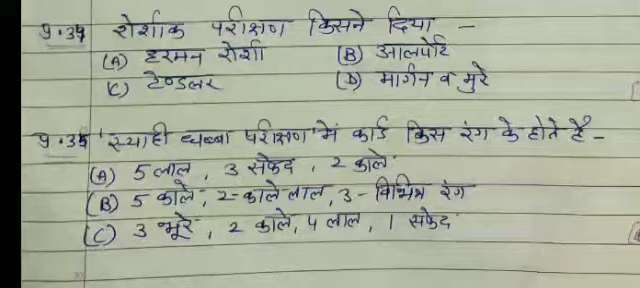 प्र.34 रोर्शाक परीक्षण किसने दिया -
(A) हरमन रोर्शा (B) आलपोर्ट
(C) टेण्डलर (D) मार्गन व मुरे
प्र.35 'स्याही धब्बा परीक्षण' में कार्ड किस रंग के होते है -
(A) 5 लाल, 3 सफेद, 2 काले
(B) 5 काले, 2-काले लाल, 3- विभिन्न रंग
(C) 3 भूरे, 2 काले, 4 लाल, 1 सफेद